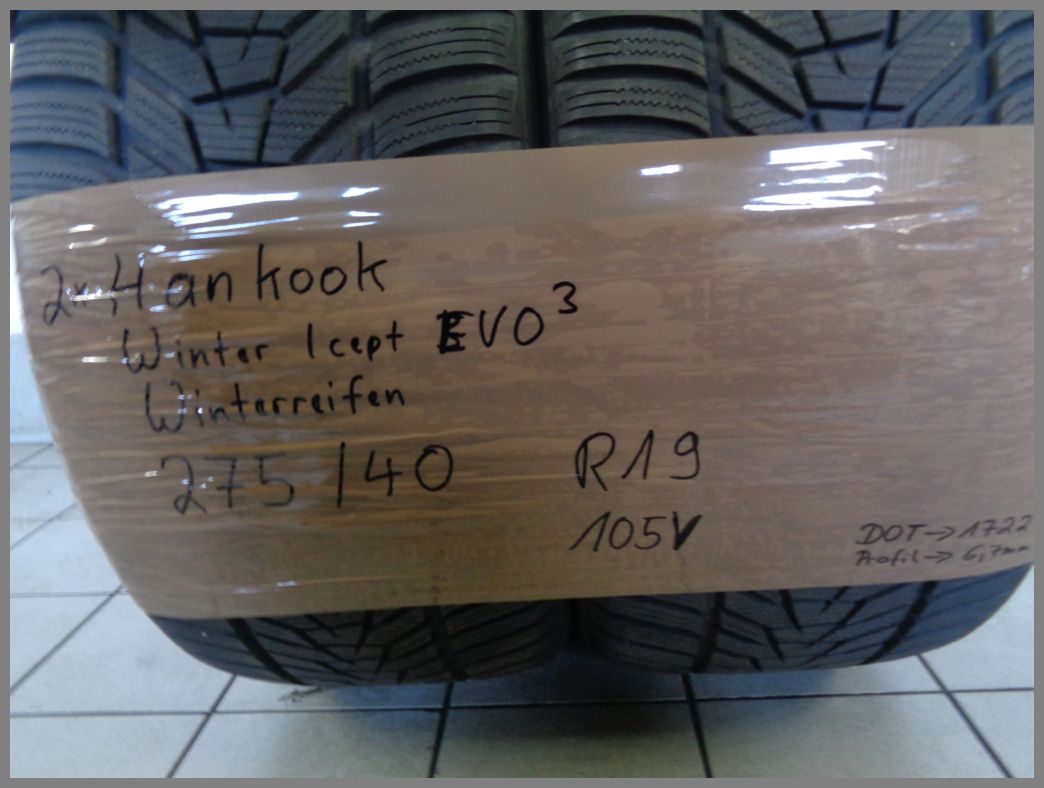 2x Hankook
Winter Icept EVO³
Winterreifen
275/40 R19
105V
DOT→1722
Profil→6,7mm